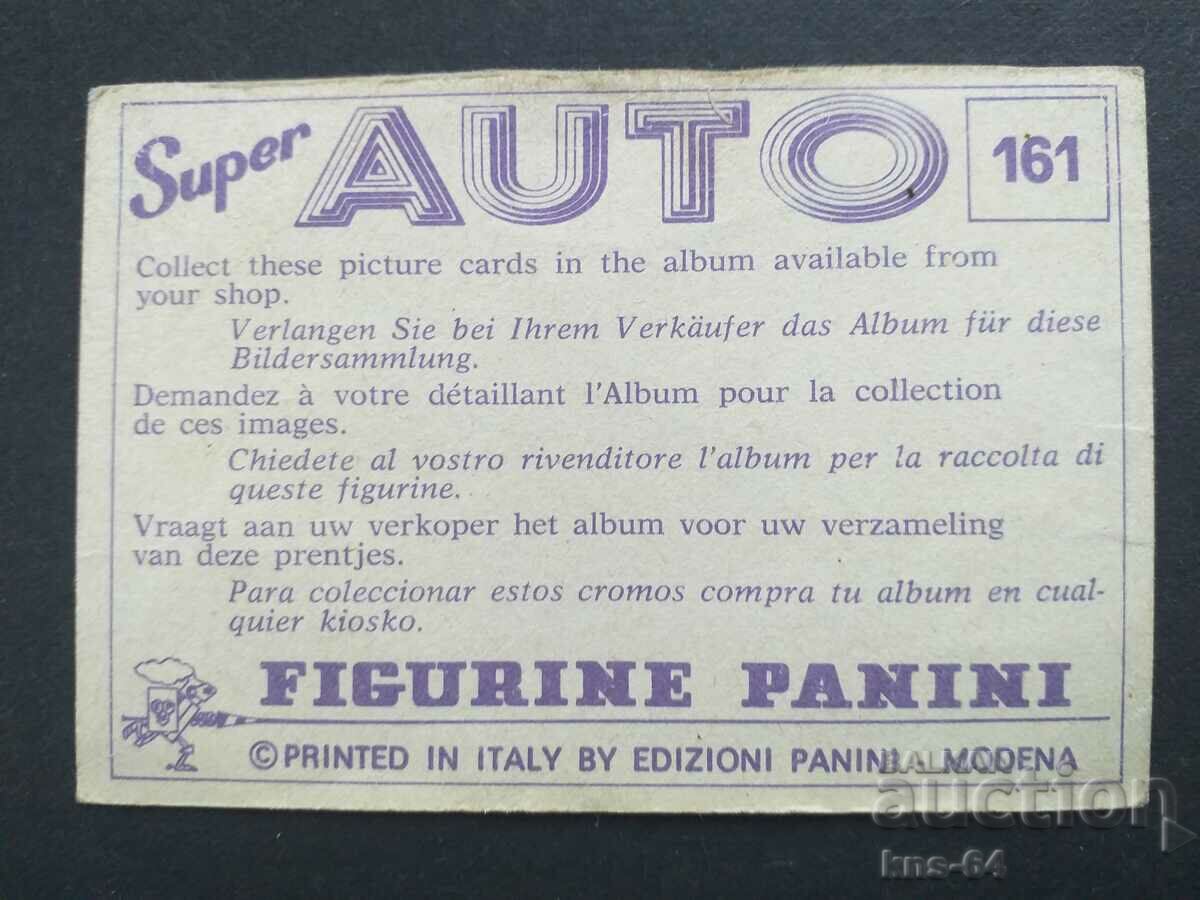 Super AUTO 161
Collect these picture cards in the album available from
your shop.
Verlangen Sie bei Ihrem Verkäufer das Album für diese
Bildersammlung.
Demandez à votre détaillant l'Album pour la collection
de ces images.
Chiedete al vostro rivenditore l'album per la raccolta di
queste figurine.
Vraagt aan uw verkoper het album voor uw verzameling
van deze prentjes.
Para coleccionar estos cromos compra tu album en cual-
quier kiosko.
FIGURINE PANINI
©PRINTED IN ITALY BY EDIZIONI PANINI - MODENA
auction
kns-64